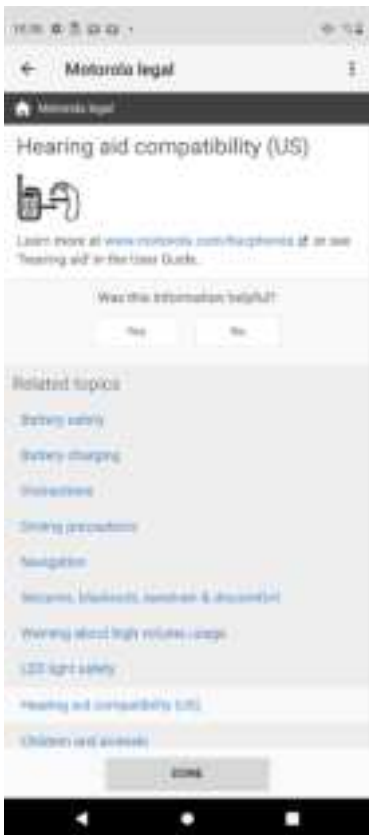 Motorola legal
Motorola legal
Hearing aid compatibility (US)
Learn more at www.motorola.com/hacphones or see
"hearing aid" in the User Guide.
Was this information helpful?
Yes No
Related topics
Battery safety
Battery charging
Driving precautions
Navigation
Seizures, blackouts, eyestrain & discomfort
Warning about high volume usage
LED light safety
Hearing aid compatibility (US)
Children and animals
DONE